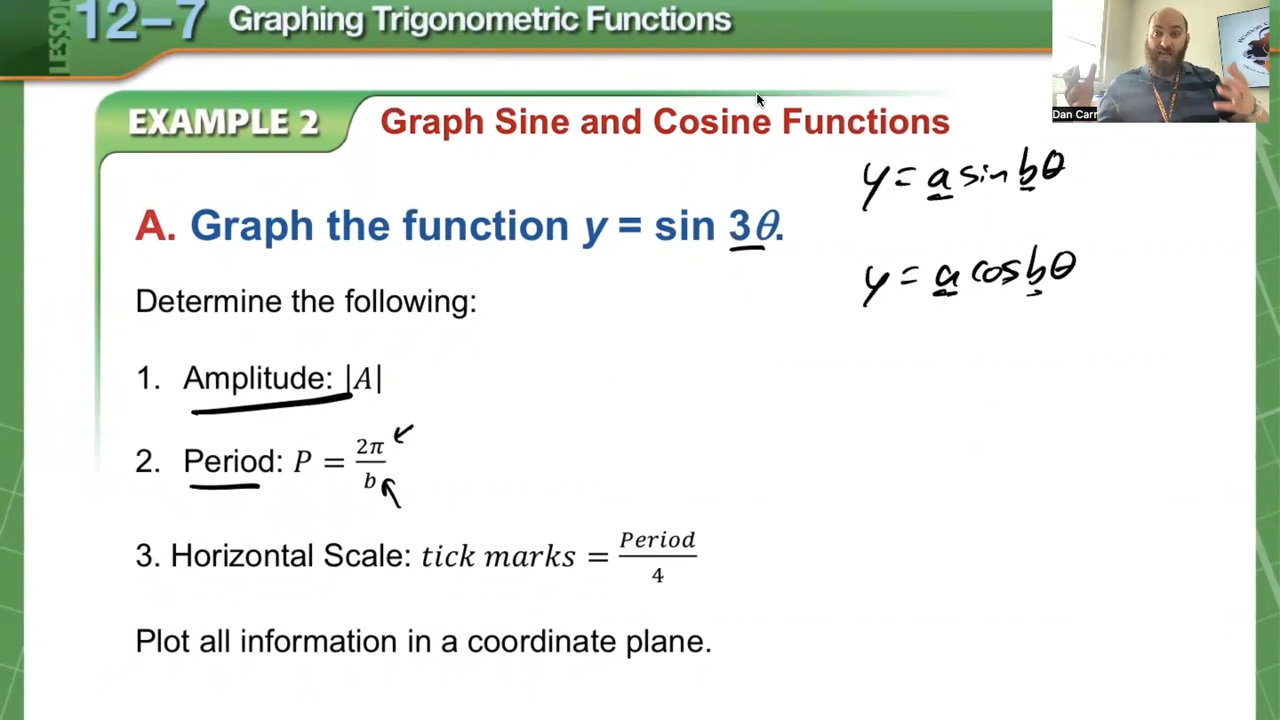 LESSON 12–7 Graphing Trigonometric Functions
Dan Carr
EXAMPLE 2 Graph Sine and Cosine Functions
y = a sin bθ
A. Graph the function y = sin 3θ.
y = a cos bθ
Determine the following:
1. Amplitude: |A|
2. Period: P = 2π/b
3. Horizontal Scale: tick marks = Period/4
Plot all information in a coordinate plane.